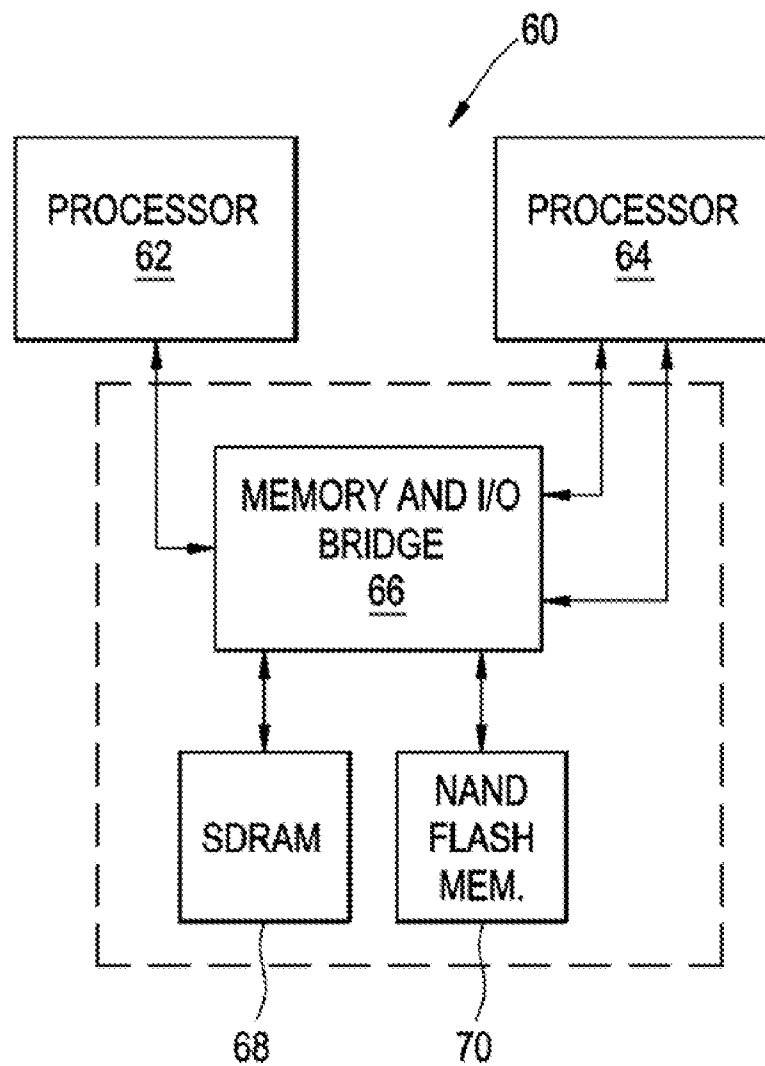 60
PROCESSOR
62
PROCESSOR
64
MEMORY AND I/O
BRIDGE
66
SDRAM
NAND
FLASH
MEM.
68
70